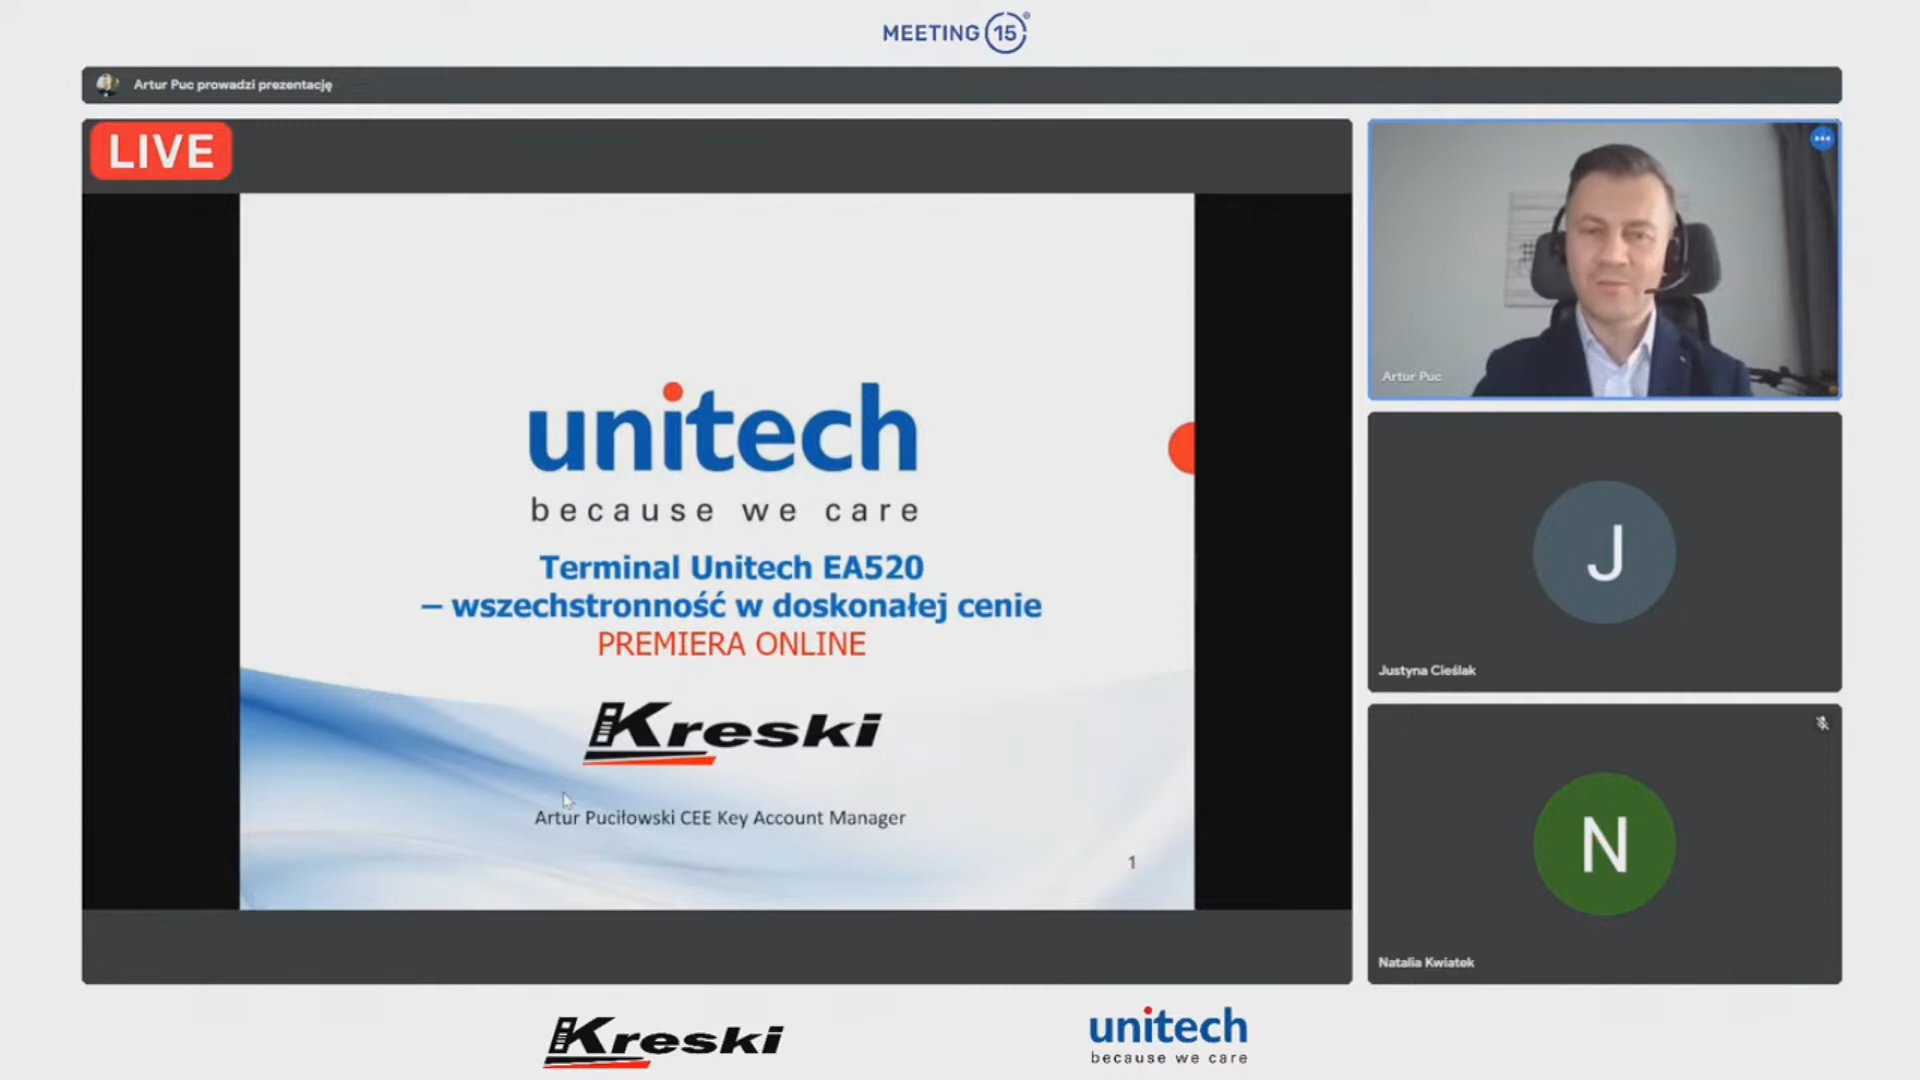 MEETING 15
Artur Puc prowadzi prezentację
LIVE
unitech
because we care
Terminal Unitech EA520
– wszechstronność w doskonałej cenie
PREMIERA ONLINE
Kreski
Artur Puciłowski CEE Key Account Manager
1
Artur Puc
J
Justyna Cieślak
N
Natalia Kwiatek
Kreski
unitech
because we care